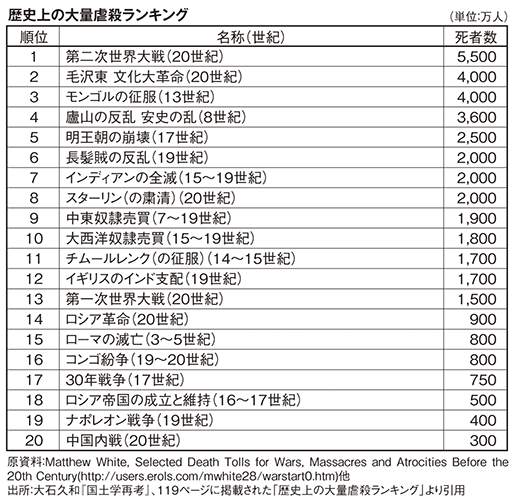 歴史上の大量虐殺ランキング (単位:万人)
順位 名称(世紀) 死者数
1 第二次世界大戦(20世紀) 5,500
2 毛沢東 文化大革命(20世紀) 4,000
3 モンゴルの征服(13世紀) 4,000
4 廬山の反乱 安史の乱(8世紀) 3,600
5 明王朝の崩壊(17世紀) 2,500
6 長髪賊の反乱(19世紀) 2,000
7 インディアンの全滅(15〜19世紀) 2,000
8 スターリン(の粛清)(20世紀) 2,000
9 中東奴隷売買(7〜19世紀) 1,900
10 大西洋奴隷売買(15〜19世紀) 1,800
11 チムールレンク(の征服)(14〜15世紀) 1,700
12 イギリスのインド支配(19世紀) 1,700
13 第一次世界大戦(20世紀) 1,500
14 ロシア革命(20世紀) 900
15 ローマの滅亡(3〜5世紀) 800
16 コンゴ紛争(19〜20世紀) 800
17 30年戦争(17世紀) 750
18 ロシア帝国の成立と維持(16〜17世紀) 500
19 ナポレオン戦争(19世紀) 400
20 中国内戦(20世紀) 300
原資料:Matthew White, Selected Death Tolls for Wars, Massacres and Atrocities Before the
20th Century(http://users.erols.com/mwhite28/warstart0.htm)他
出所:大石久和『国土学再考』、119ページに掲載された「歴史上の大量虐殺ランキング」より引用